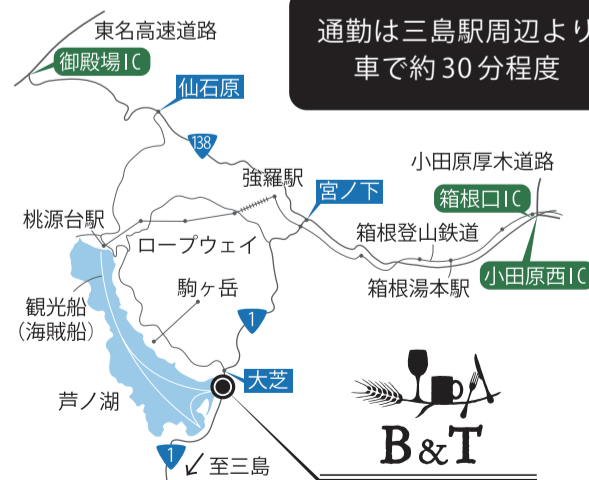 通勤は三島駅周辺より
車で約30分程度
東名高速道路
御殿場IC
仙石原
138
強羅駅
宮ノ下
小田原厚木道路
箱根口IC
桃源台駅
ロープウェイ
箱根登山鉄道
箱根湯本駅
小田原西IC
観光船
(海賊船)
駒ヶ岳
1
大芝
芦ノ湖
B&T
1
至三島